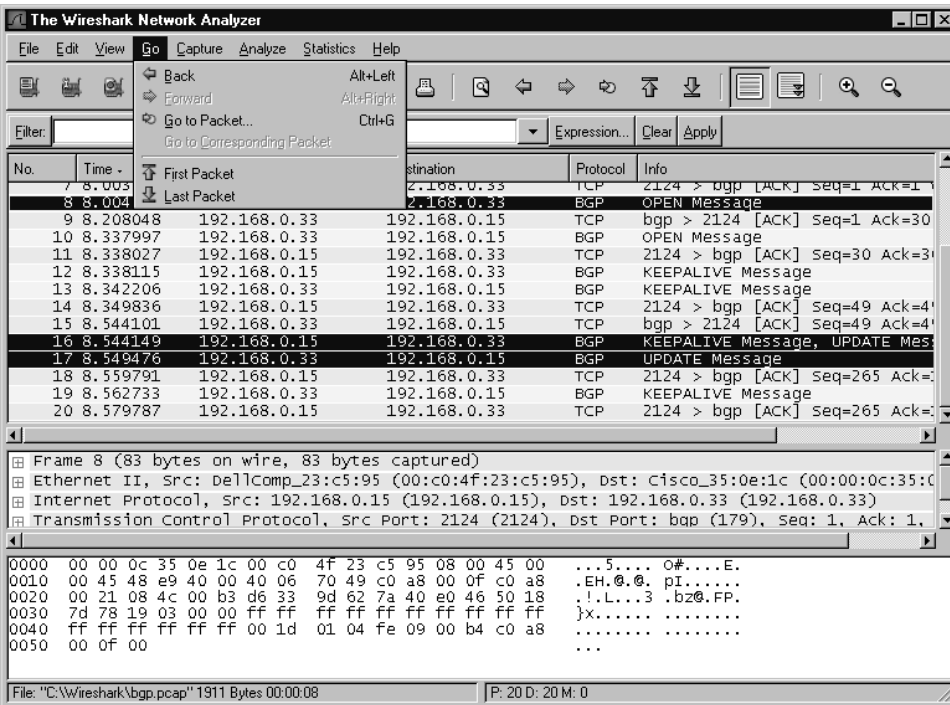 The Wireshark Network Analyzer
File Edit View Go Capture Analyze Statistics Help
Back Alt+Left
Forward Alt+Right
Go to Packet... Ctrl+G
Go to Corresponding Packet
First Packet
Last Packet
Filter: Expression... Clear Apply
No. Time stination Protocol Info
7 8.003 2.168.0.33 TCP 2124 > bgp [ACK] Seq=1 Ack=1
8 8.004 2.168.0.33 BGP OPEN Message
9 8.208048 192.168.0.33 192.168.0.15 TCP bgp > 2124 [ACK] Seq=1 Ack=30
10 8.337997 192.168.0.33 192.168.0.15 BGP OPEN Message
11 8.338027 192.168.0.15 192.168.0.33 TCP 2124 > bgp [ACK] Seq=30 Ack=3
12 8.338115 192.168.0.15 192.168.0.33 BGP KEEPALIVE Message
13 8.342206 192.168.0.33 192.168.0.15 BGP KEEPALIVE Message
14 8.349836 192.168.0.15 192.168.0.33 TCP 2124 > bgp [ACK] Seq=49 Ack=4
15 8.544101 192.168.0.33 192.168.0.15 TCP bgp > 2124 [ACK] Seq=49 Ack=4
16 8.544149 192.168.0.15 192.168.0.33 BGP KEEPALIVE Message, UPDATE Mes
17 8.549476 192.168.0.33 192.168.0.15 BGP UPDATE Message
18 8.559791 192.168.0.15 192.168.0.33 TCP 2124 > bgp [ACK] Seq=265 Ack=
19 8.562733 192.168.0.33 192.168.0.15 BGP KEEPALIVE Message
20 8.579787 192.168.0.15 192.168.0.33 TCP 2124 > bgp [ACK] Seq=265 Ack=
Frame 8 (83 bytes on wire, 83 bytes captured)
Ethernet II, Src: DellComp_23:c5:95 (00:c0:4f:23:c5:95), Dst: Cisco_35:0e:1c (00:00:0c:35:0
Internet Protocol, Src: 192.168.0.15 (192.168.0.15), Dst: 192.168.0.33 (192.168.0.33)
Transmission Control Protocol, Src Port: 2124 (2124), Dst Port: bgp (179), Seq: 1, Ack: 1,
0000 00 00 0c 35 0e 1c 00 c0 4f 23 c5 95 08 00 45 00 ...5.... O#....E.
0010 00 45 48 e9 40 00 40 06 70 49 c0 a8 00 0f c0 a8 .EH.@.@. pI......
0020 00 21 08 4c 00 b3 d6 33 9d 62 7a 40 e0 46 50 18 .!.L...3 .bz@.FP.
0030 7d 78 19 03 00 00 ff ff ff ff ff ff ff ff ff ff }x...... ........
0040 ff ff ff ff ff ff 00 1d 01 04 fe 09 00 b4 c0 a8 ........ ........
0050 00 0f 00 ...
File: "C:\Wireshark\bgp.pcap" 1911 Bytes 00:00:08 P: 20 D: 20 M: 0